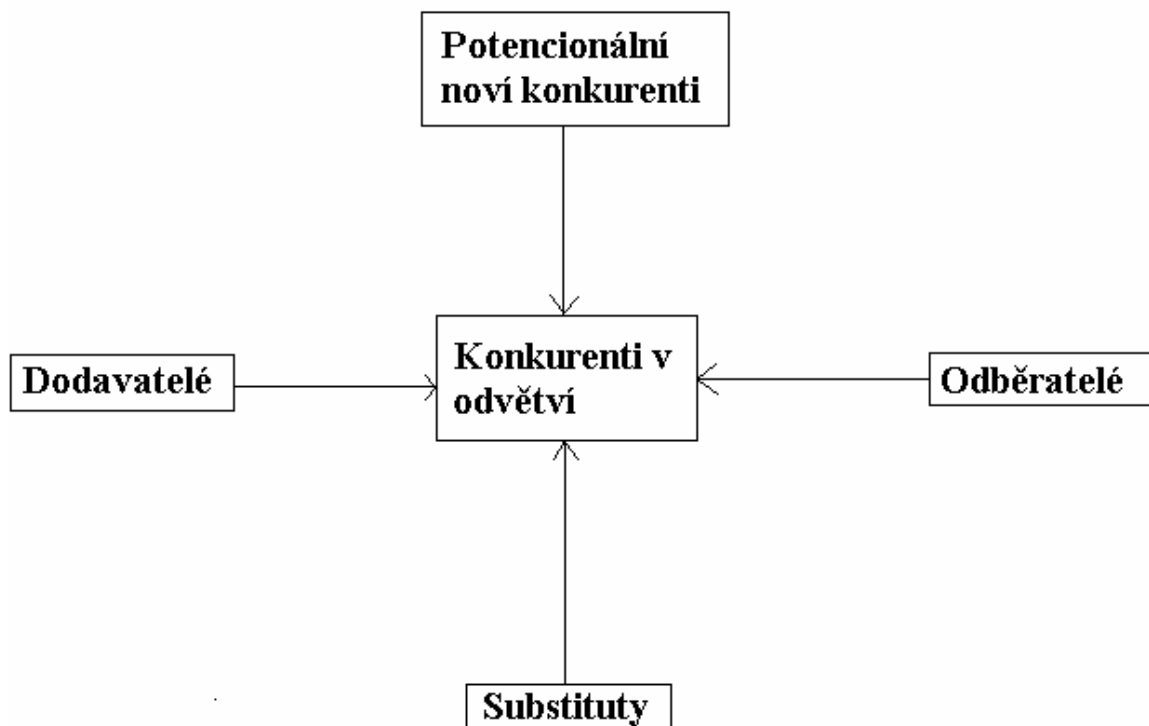 Potencionální
noví konkurenti
Dodavatelé
Konkurenti v
odvětví
Odběratelé
Substituty